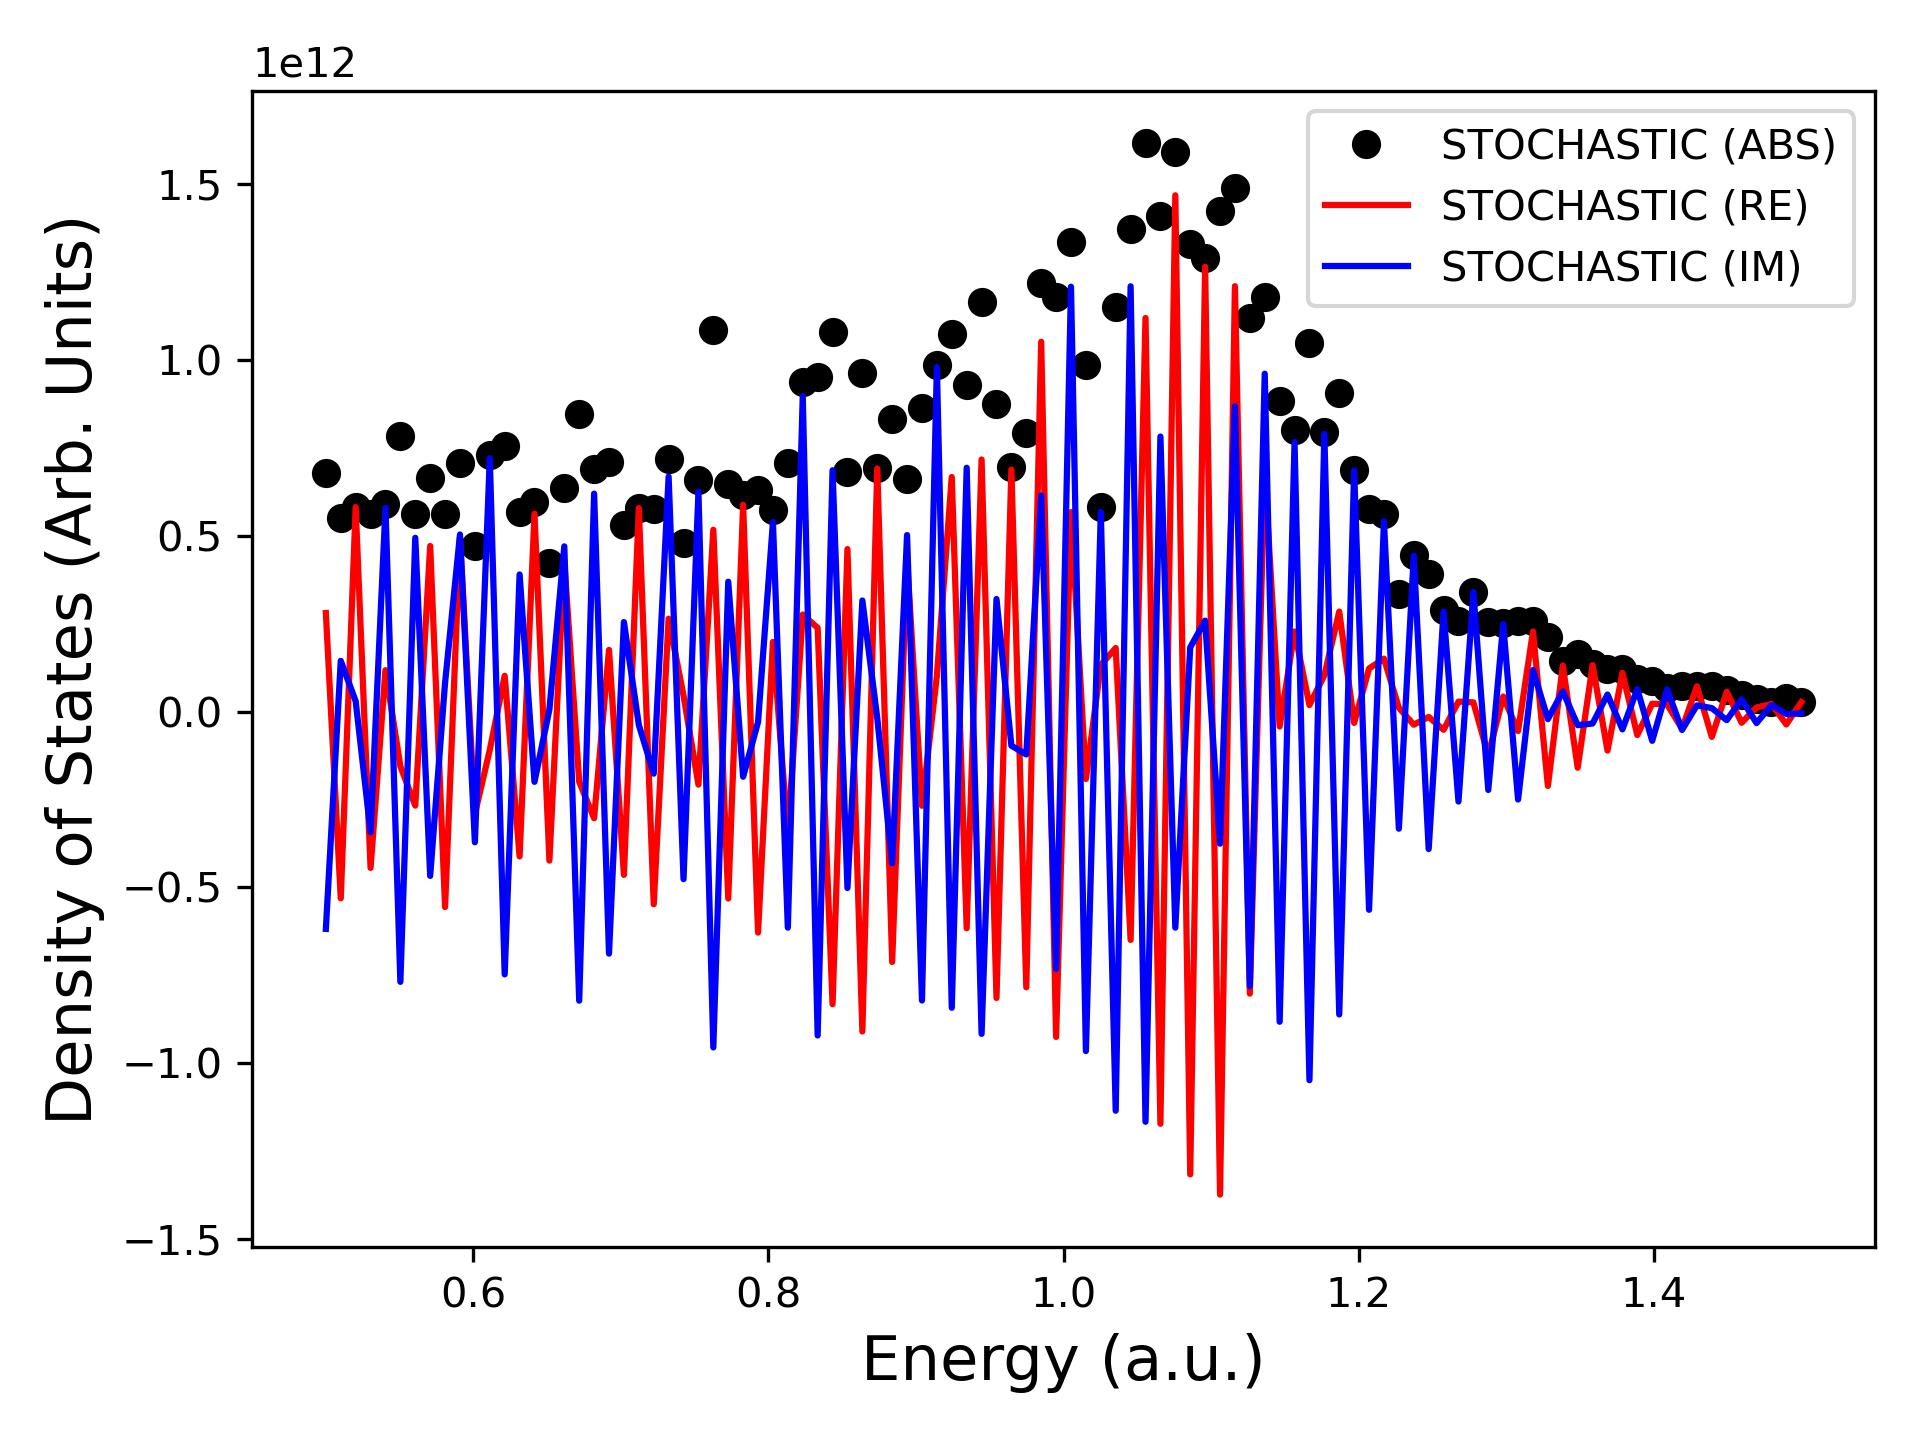 1e12
STOCHASTIC (ABS)
STOCHASTIC (RE)
STOCHASTIC (IM)
Density of States (Arb. Units)
1.5
1.0
0.5
0.0
−0.5
−1.0
−1.5
0.6 0.8 1.0 1.2 1.4
Energy (a.u.)